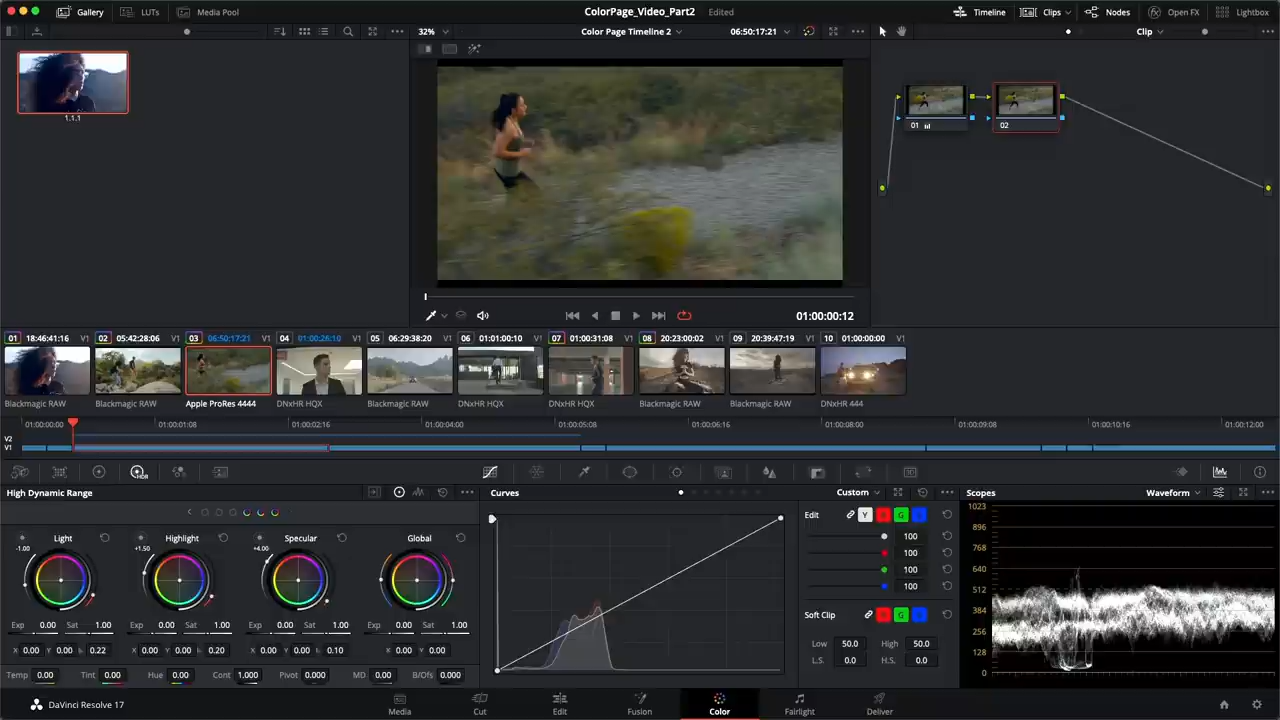 Gallery LUTs Media Pool ColorPage_Video_Part2 Edited Timeline Clips Nodes Open FX Lightbox
32% Color Page Timeline 2 06:50:17:21 Clip
1.1.1
01 02
01:00:00:12
01 18:46:41:16 V1 02 05:42:28:06 V1 03 06:50:17:21 V1 04 01:00:26:10 V1 05 06:29:38:20 V1 06 01:01:00:10 V1 07 01:00:31:08 V1 08 20:23:00:02 V1 09 20:39:47:19 V1 10 01:00:00:00 V1
Blackmagic RAW Blackmagic RAW Apple ProRes 4444 DNxHR HQX Blackmagic RAW DNxHR HQX DNxHR HQX Blackmagic RAW Blackmagic RAW DNxHR 444
01:00:00:00 01:00:01:08 01:00:02:16 01:00:04:00 01:00:05:08 01:00:06:16 01:00:08:00 01:00:09:08 01:00:10:16 01:00:12:00
V2
V1
HDR
High Dynamic Range Curves Custom Scopes Waveform
Light Highlight Specular Global
-1.00 +1.50 +4.00
Exp 0.00 Sat 1.00 Exp 0.00 Sat 1.00 Exp 0.00 Sat 1.00 Exp 0.00 Sat 1.00
X 0.00 Y 0.00 L 0.22 X 0.00 Y 0.00 L 0.20 X 0.00 Y 0.00 L 0.10 X 0.00 Y 0.00
Temp 0.00 Tint 0.00 Hue 0.00 Cont 1.000 Pivot 0.000 MD 0.00 B/Ofs 0.000
Edit Y R G B
100
100
100
100
Soft Clip R G B
Low 50.0 High 50.0
L.S. 0.0 H.S. 0.0
1023
896
768
640
512
384
256
128
0
DaVinci Resolve 17 Media Cut Edit Fusion Color Fairlight Deliver